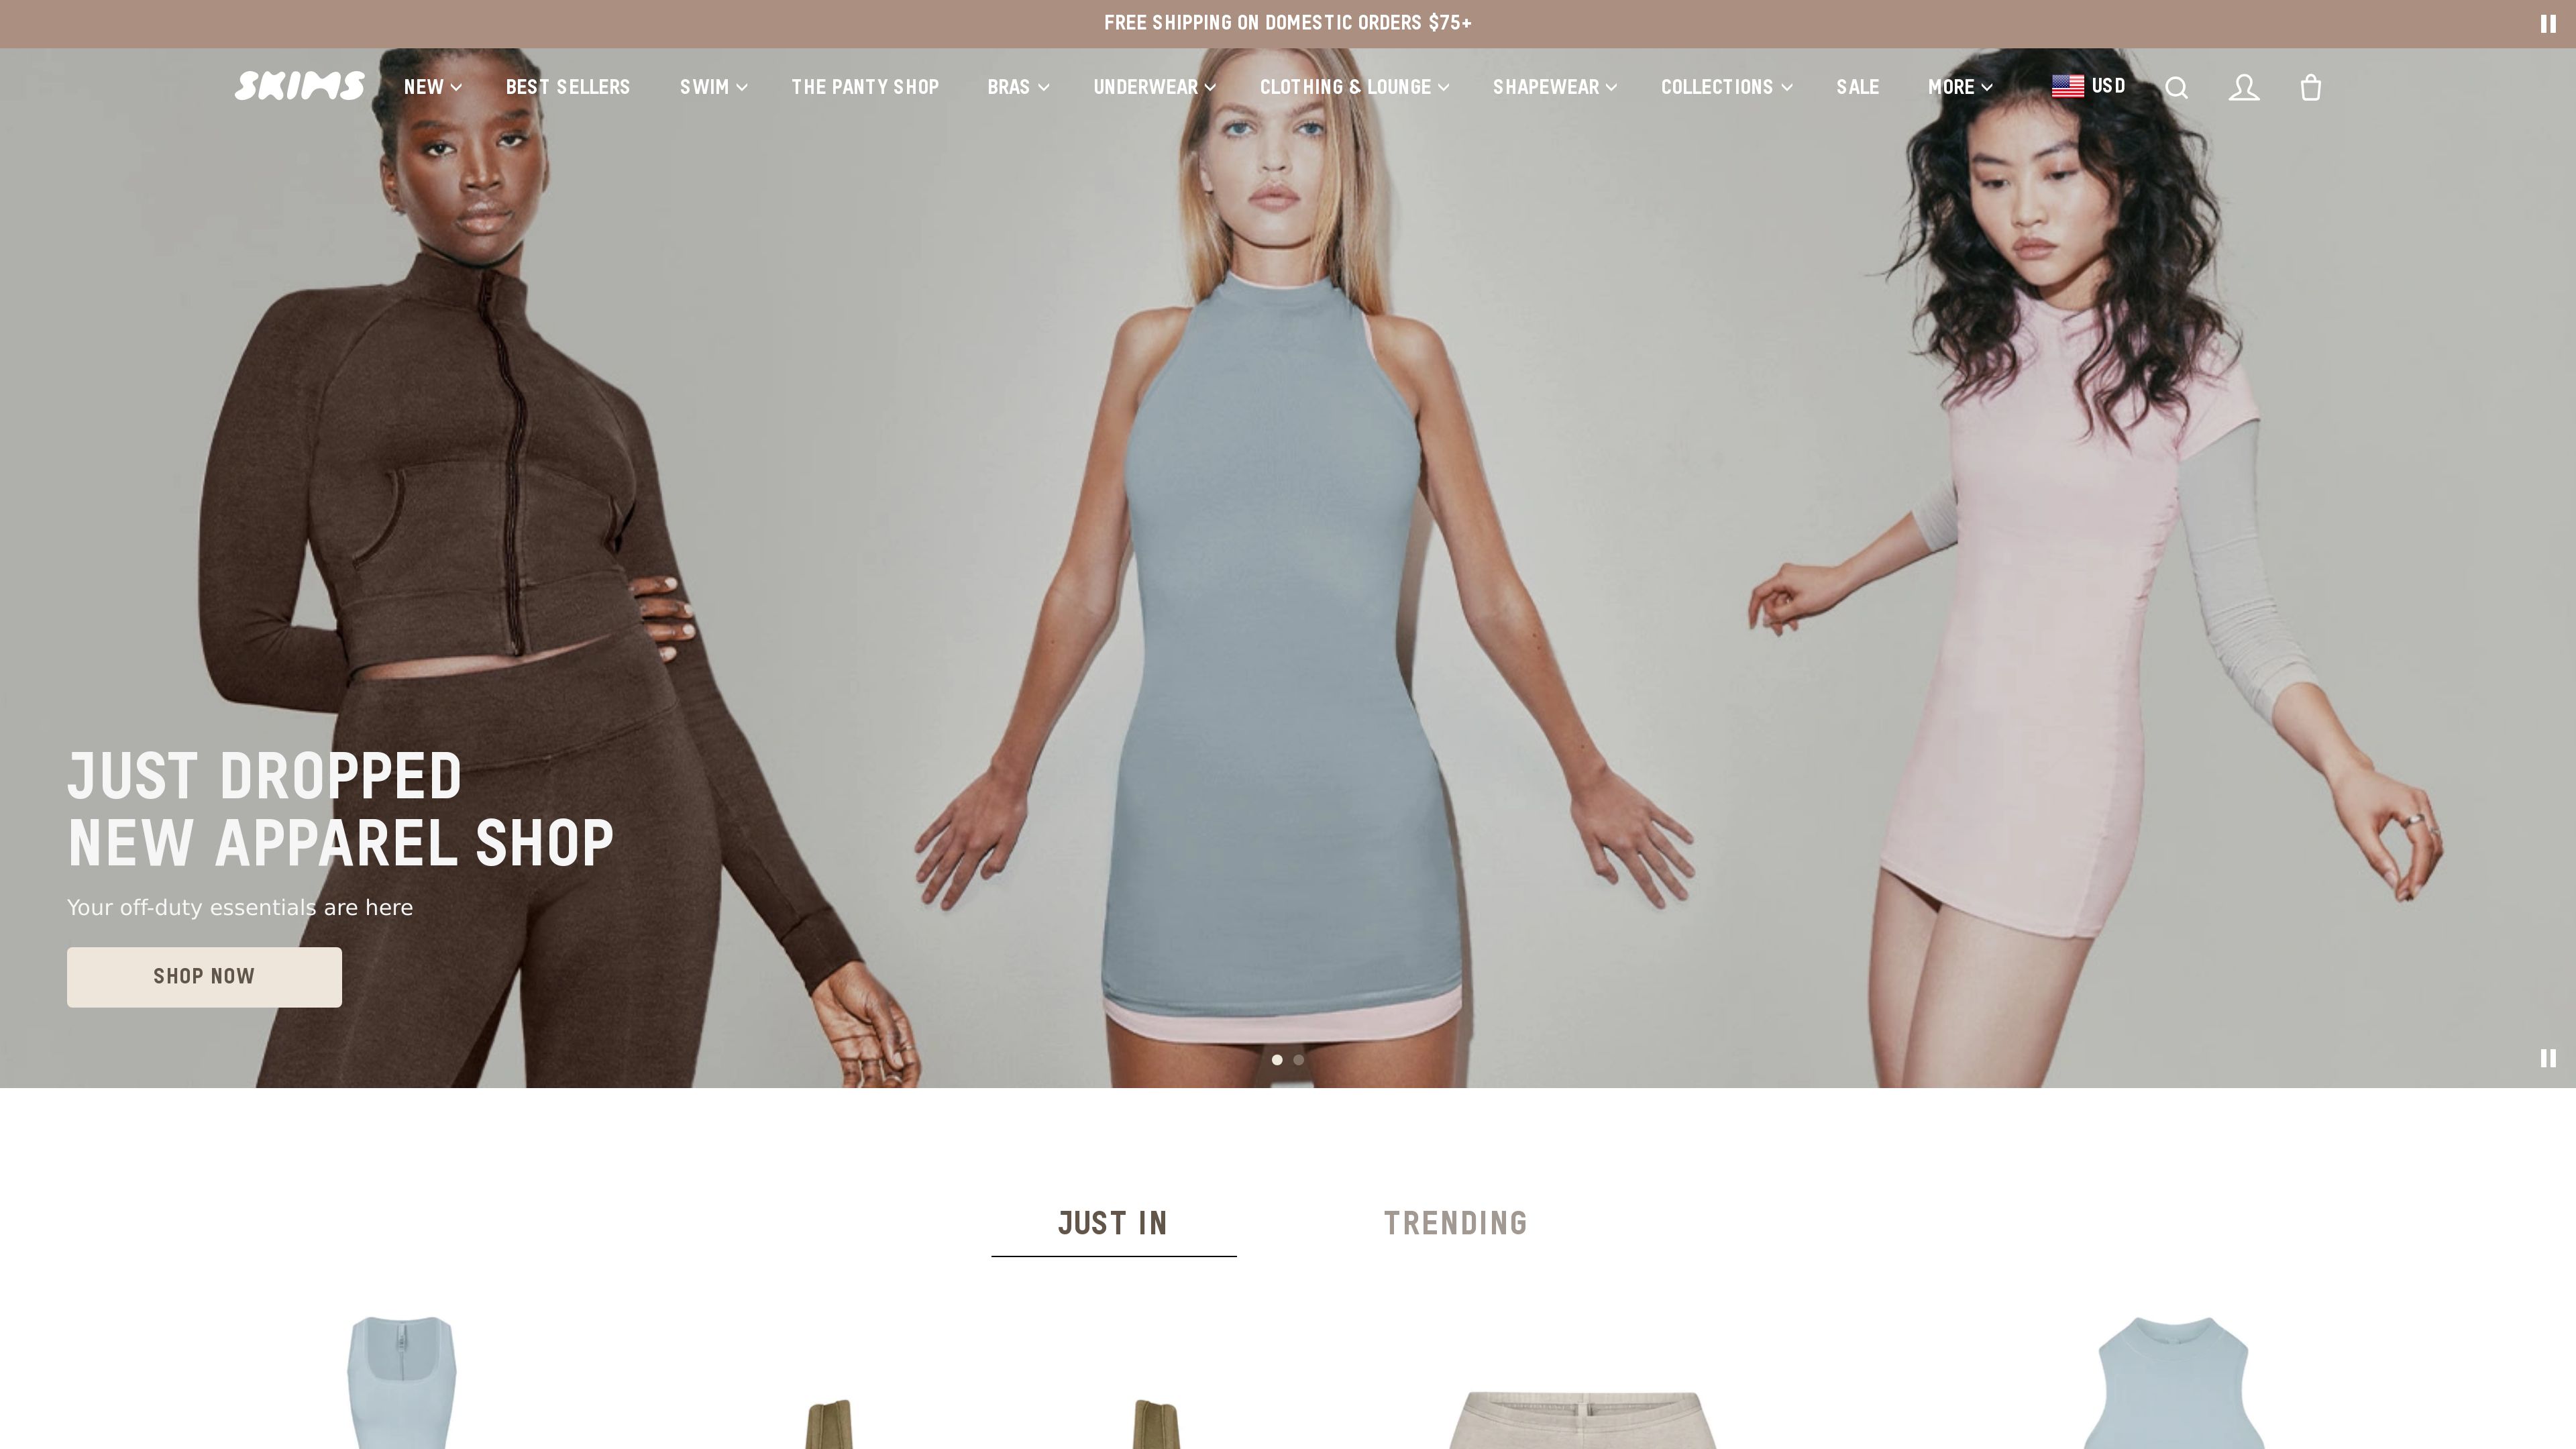 FREE SHIPPING ON DOMESTIC ORDERS $75+
SKIMS NEW BEST SELLERS SWIM THE PANTY SHOP BRAS UNDERWEAR CLOTHING & LOUNGE SHAPEWEAR COLLECTIONS SALE MORE USD
JUST DROPPED
NEW APPAREL SHOP
Your off-duty essentials are here
SHOP NOW
JUST IN TRENDING